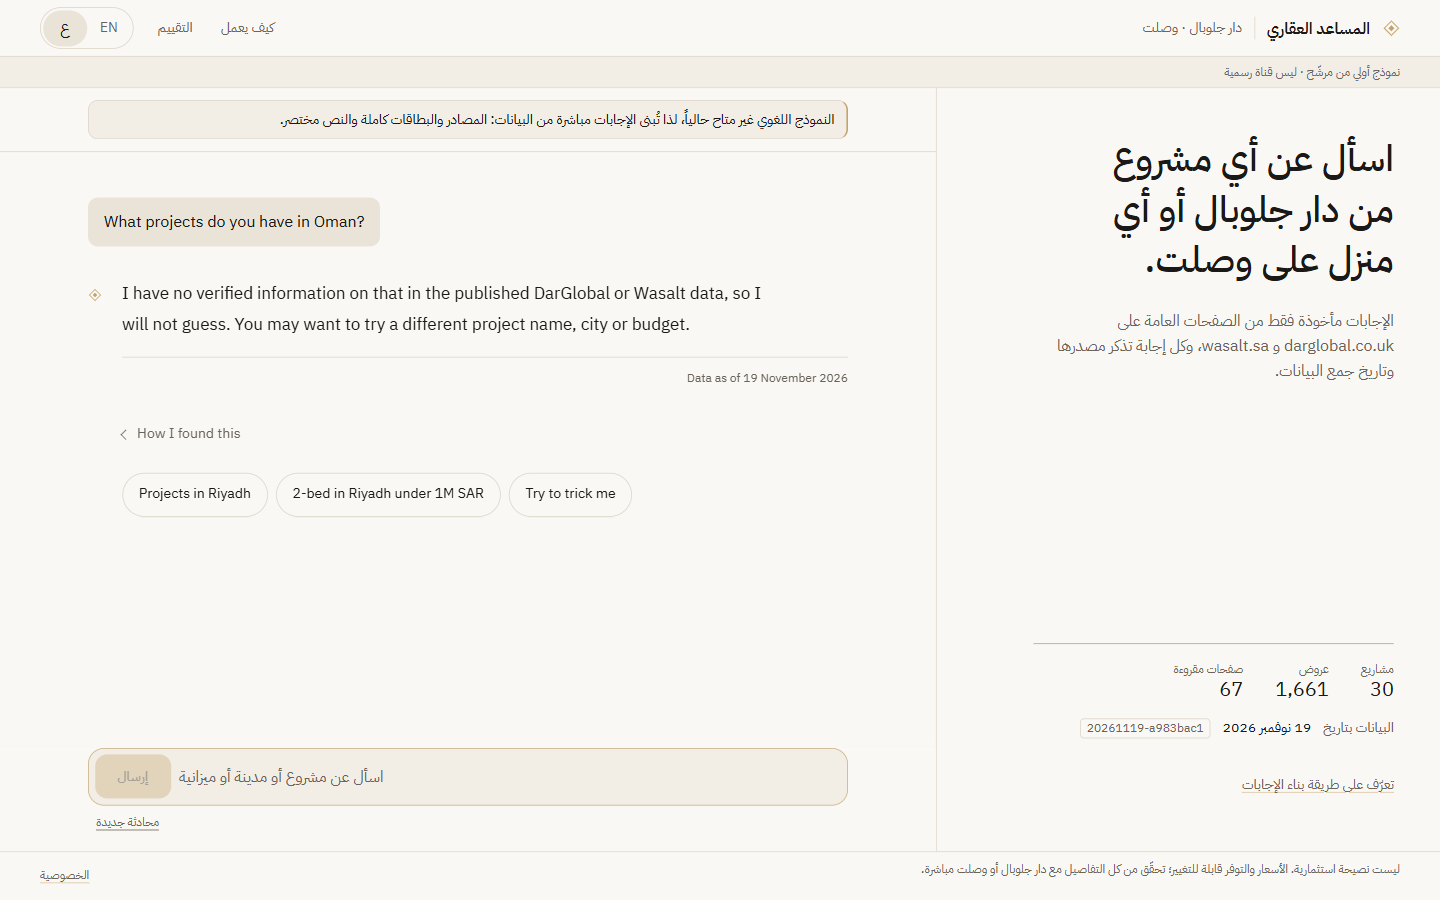 المساعد العقاري
دار جلوبال · وصلت
كيف يعمل
التقييم
EN
ع
نموذج أولي من مرشّح · ليس قناة رسمية
اسأل عن أي مشروع
من دار جلوبال أو أي
منزل على وصلت.
الإجابات مأخوذة فقط من الصفحات العامة على
darglobal.co.uk و wasalt.sa، وكل إجابة تذكر مصدرها
وتاريخ جمع البيانات.
مشاريع
30
عروض
1,661
صفحات مقروءة
67
البيانات بتاريخ 19 نوفمبر 2026 20261119-a983bac1
تعرّف على طريقة بناء الإجابات
النموذج اللغوي غير متاح حالياً، لذا تُبنى الإجابات مباشرة من البيانات: المصادر والبطاقات كاملة والنص مختصر.
What projects do you have in Oman?
I have no verified information on that in the published DarGlobal or Wasalt data, so I
will not guess. You may want to try a different project name, city or budget.
Data as of 19 November 2026
How I found this
Projects in Riyadh
2-bed in Riyadh under 1M SAR
Try to trick me
اسأل عن مشروع أو مدينة أو ميزانية
إرسال
محادثة جديدة
ليست نصيحة استثمارية. الأسعار والتوفر قابلة للتغيير؛ تحقّق من كل التفاصيل مع دار جلوبال أو وصلت مباشرة.
الخصوصية